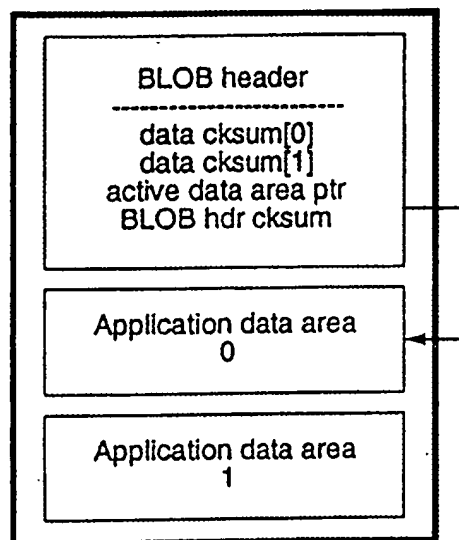 BLOB header
data cksum[0]
data cksum[1]
active data area ptr
BLOB hdr cksum
Application data area
0
Application data area
1